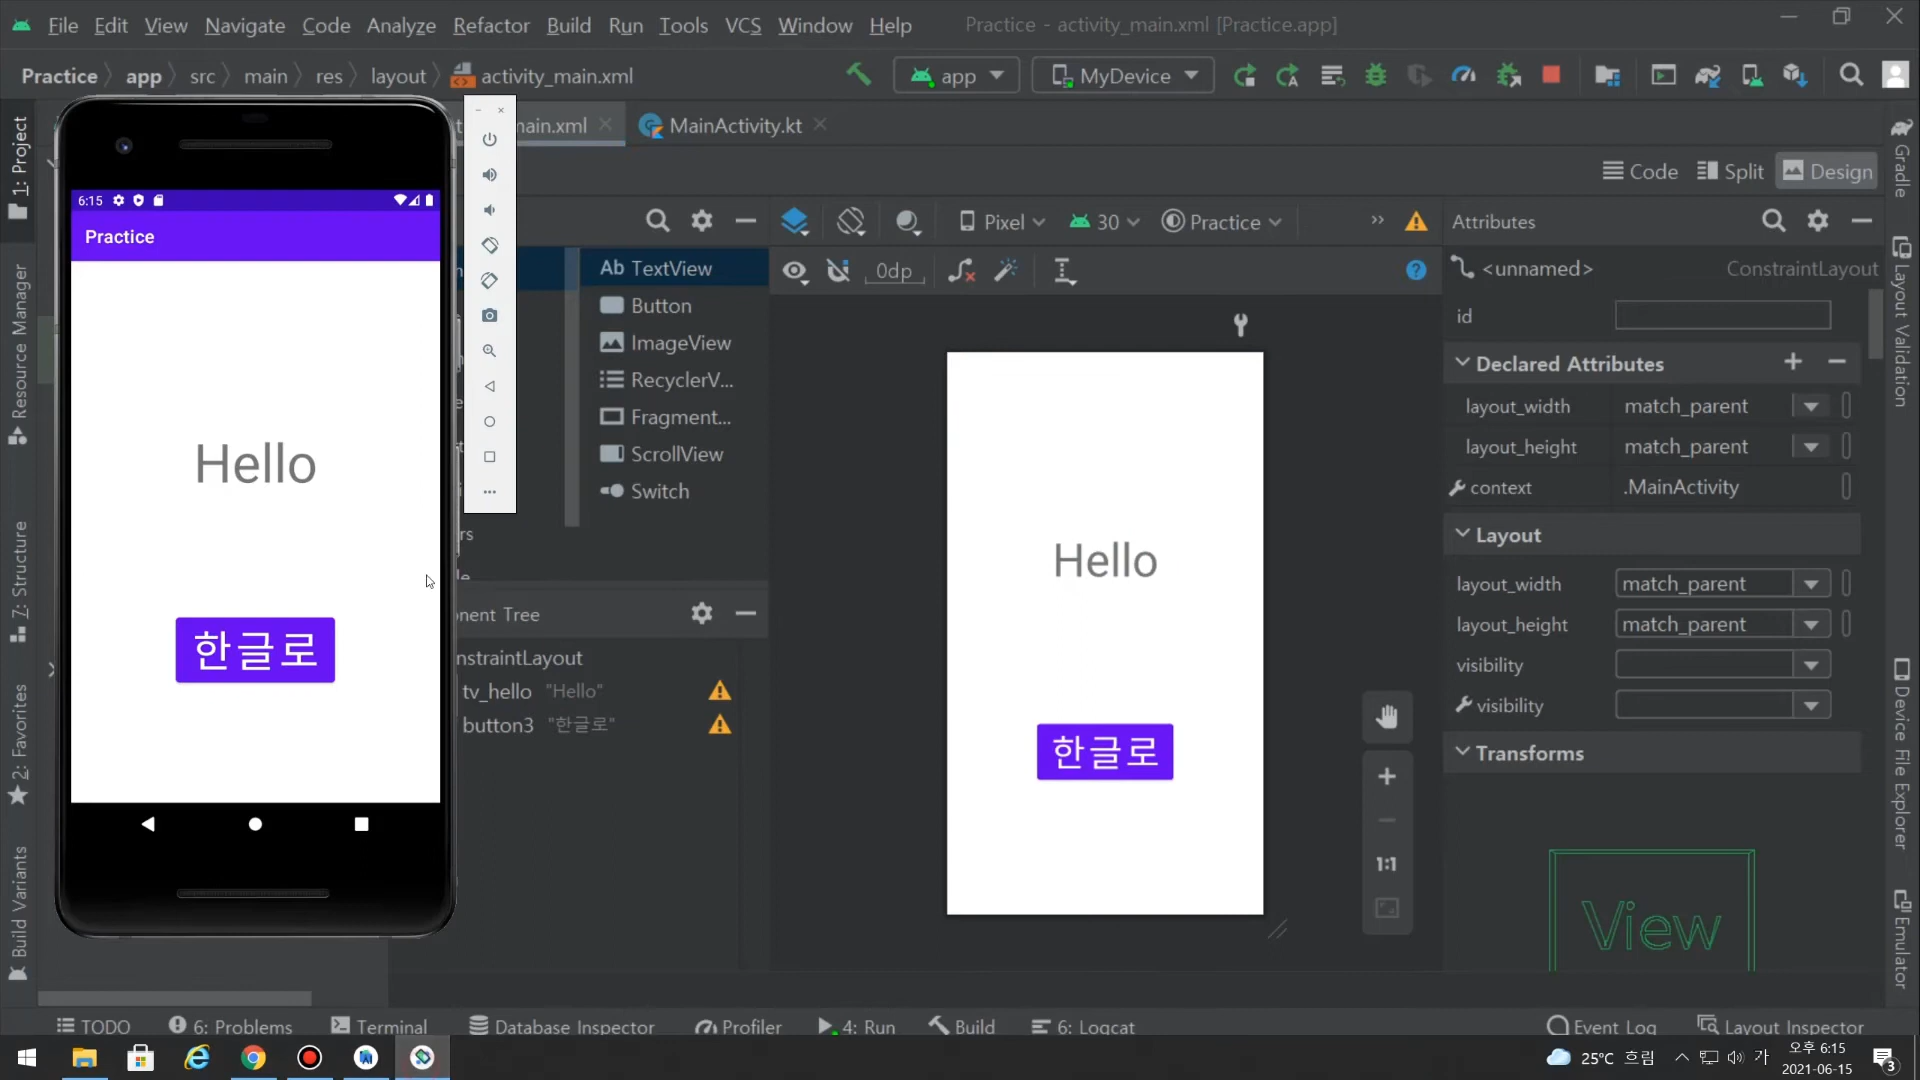 File Edit View Navigate Code Analyze Refactor Build Run Tools VCS Window Help Practice - activity_main.xml [Practice.app]
Practice app src main res layout activity_main.xml app MyDevice
main.xml MainActivity.kt
Code Split Design
Pixel 30 Practice Attributes
0dp
<unnamed> ConstraintLayout
id
Declared Attributes
layout_width match_parent
layout_height match_parent
context .MainActivity
Layout
layout_width match_parent
layout_height match_parent
visibility
visibility
Transforms
View
Ab TextView
Button
ImageView
RecyclerV...
Fragment...
ScrollView
Switch
nent Tree
nstraintLayout
tv_hello "Hello"
button3 "한글로"
Hello
한글로
1:1
6:15
Practice
Hello
한글로
1: Project
Resource Manager
7: Structure
2: Favorites
Build Variants
Gradle
Layout Validation
Device File Explorer
Emulator
TODO 6: Problems Terminal Database Inspector Profiler 4: Run Build 6: Logcat Event Log Layout Inspector
25°C 흐림 가 오후 6:15
2021-06-15
3